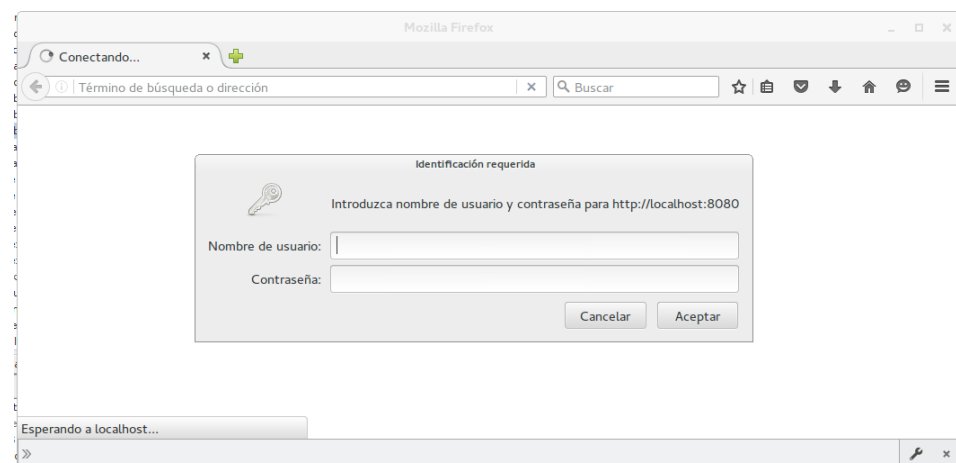 Mozilla Firefox
Conectando...
Término de búsqueda o dirección
Buscar
Identificación requerida
Introduzca nombre de usuario y contraseña para http://localhost:8080
Nombre de usuario:
Contraseña:
Cancelar Aceptar
Esperando a localhost...